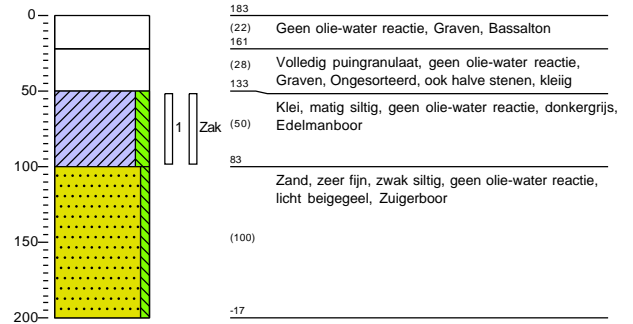 0
50
100
150
200
1
Zak
183
(22)
Geen olie-water reactie, Graven, Bassalton
161
(28)
Volledig puingranulaat, geen olie-water reactie,
Graven, Ongesorteerd, ook halve stenen, kleiig
133
(50)
Klei, matig siltig, geen olie-water reactie, donkergrijs,
Edelmanboor
83
Zand, zeer fijn, zwak siltig, geen olie-water reactie,
licht beigegeel, Zuigerboor
(100)
-17